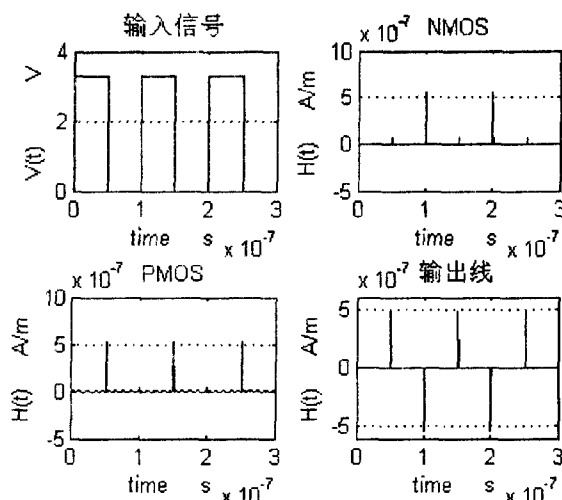 输入信号
4
2
0
V(t) V
0 1 2 3
time s x 10⁻⁷
x 10⁻⁷ NMOS
10
5
0
-5
H(t) A/m
0 1 2 3
time s x 10⁻⁷
x 10⁻⁷ PMOS
10
5
0
-5
H(t) A/m
0 1 2 3
time s x 10⁻⁷
x 10⁻⁷ 输出线
5
0
-5
H(t) A/m
0 1 2 3
time s x 10⁻⁷